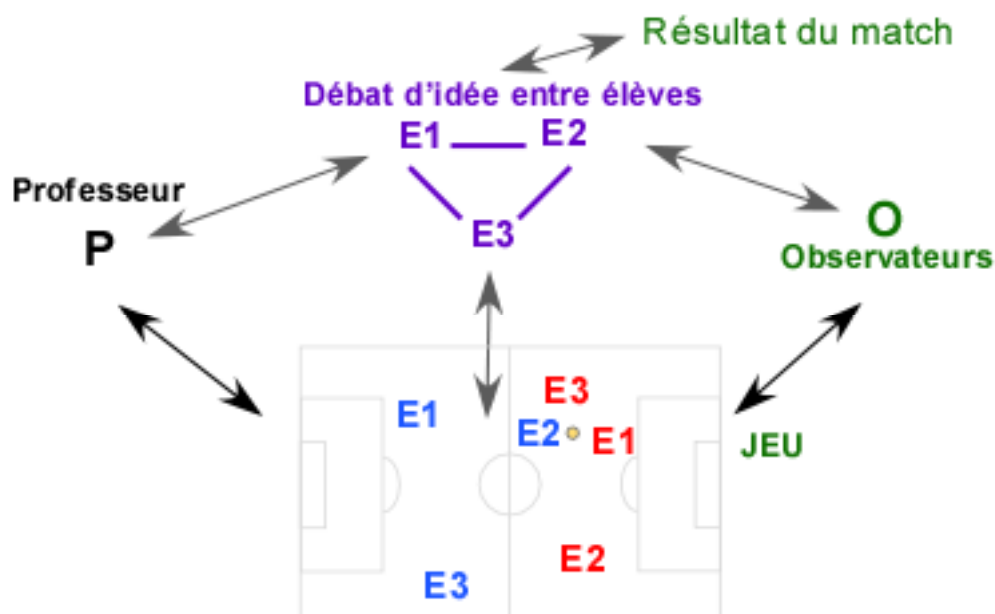 Résultat du match
Débat d'idée entre élèves
E1 E2
Professeur
P
E3
O
Observateurs
E3
E1
E2
E1
JEU
E2
E3